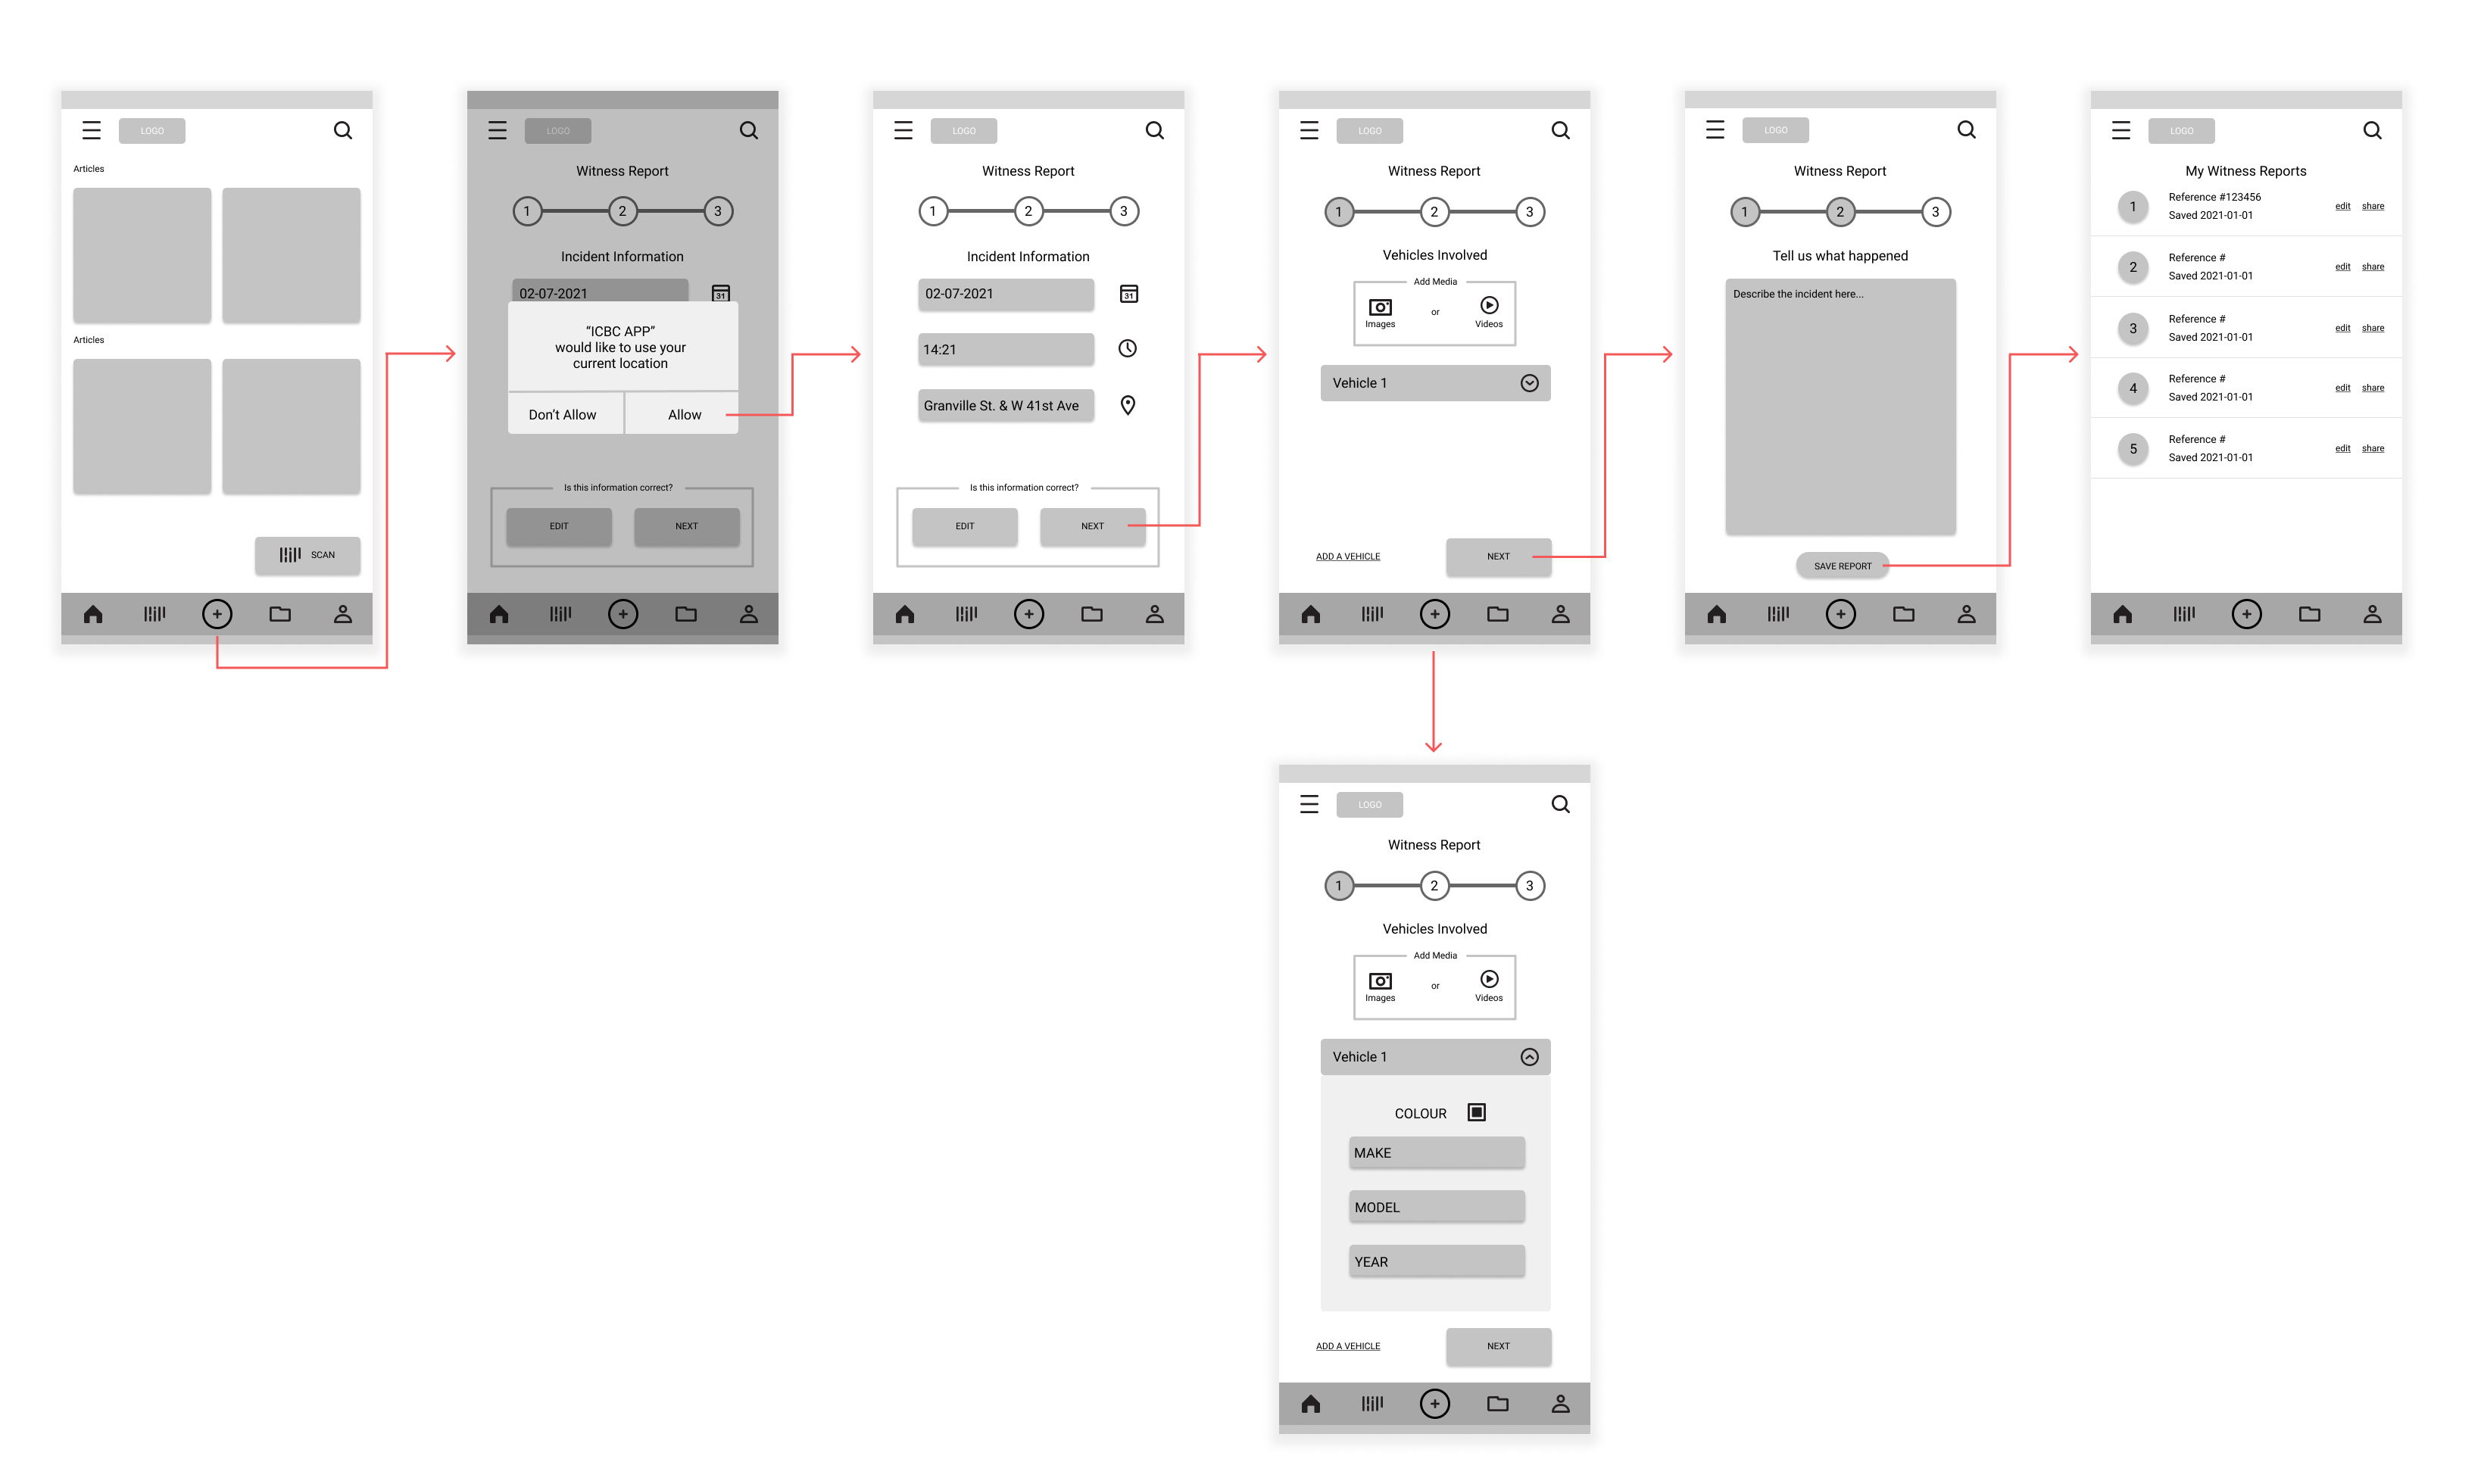 LOGO
Articles
Articles
SCAN
LOGO
Witness Report
1
2
3
Incident Information
02-07-2021
31
“ICBC APP”
would like to use your
current location
Don’t Allow
Allow
Is this information correct?
EDIT
NEXT
LOGO
Witness Report
1
2
3
Incident Information
02-07-2021
31
14:21
Granville St. & W 41st Ave
Is this information correct?
EDIT
NEXT
LOGO
Witness Report
1
2
3
Vehicles Involved
Add Media
Images
or
Videos
Vehicle 1
ADD A VEHICLE
NEXT
LOGO
Witness Report
1
2
3
Tell us what happened
Describe the incident here...
SAVE REPORT
LOGO
My Witness Reports
1
Reference #123456
Saved 2021-01-01
edit
share
2
Reference #
Saved 2021-01-01
edit
share
3
Reference #
Saved 2021-01-01
edit
share
4
Reference #
Saved 2021-01-01
edit
share
5
Reference #
Saved 2021-01-01
edit
share
LOGO
Witness Report
1
2
3
Vehicles Involved
Add Media
Images
or
Videos
Vehicle 1
COLOUR
MAKE
MODEL
YEAR
ADD A VEHICLE
NEXT